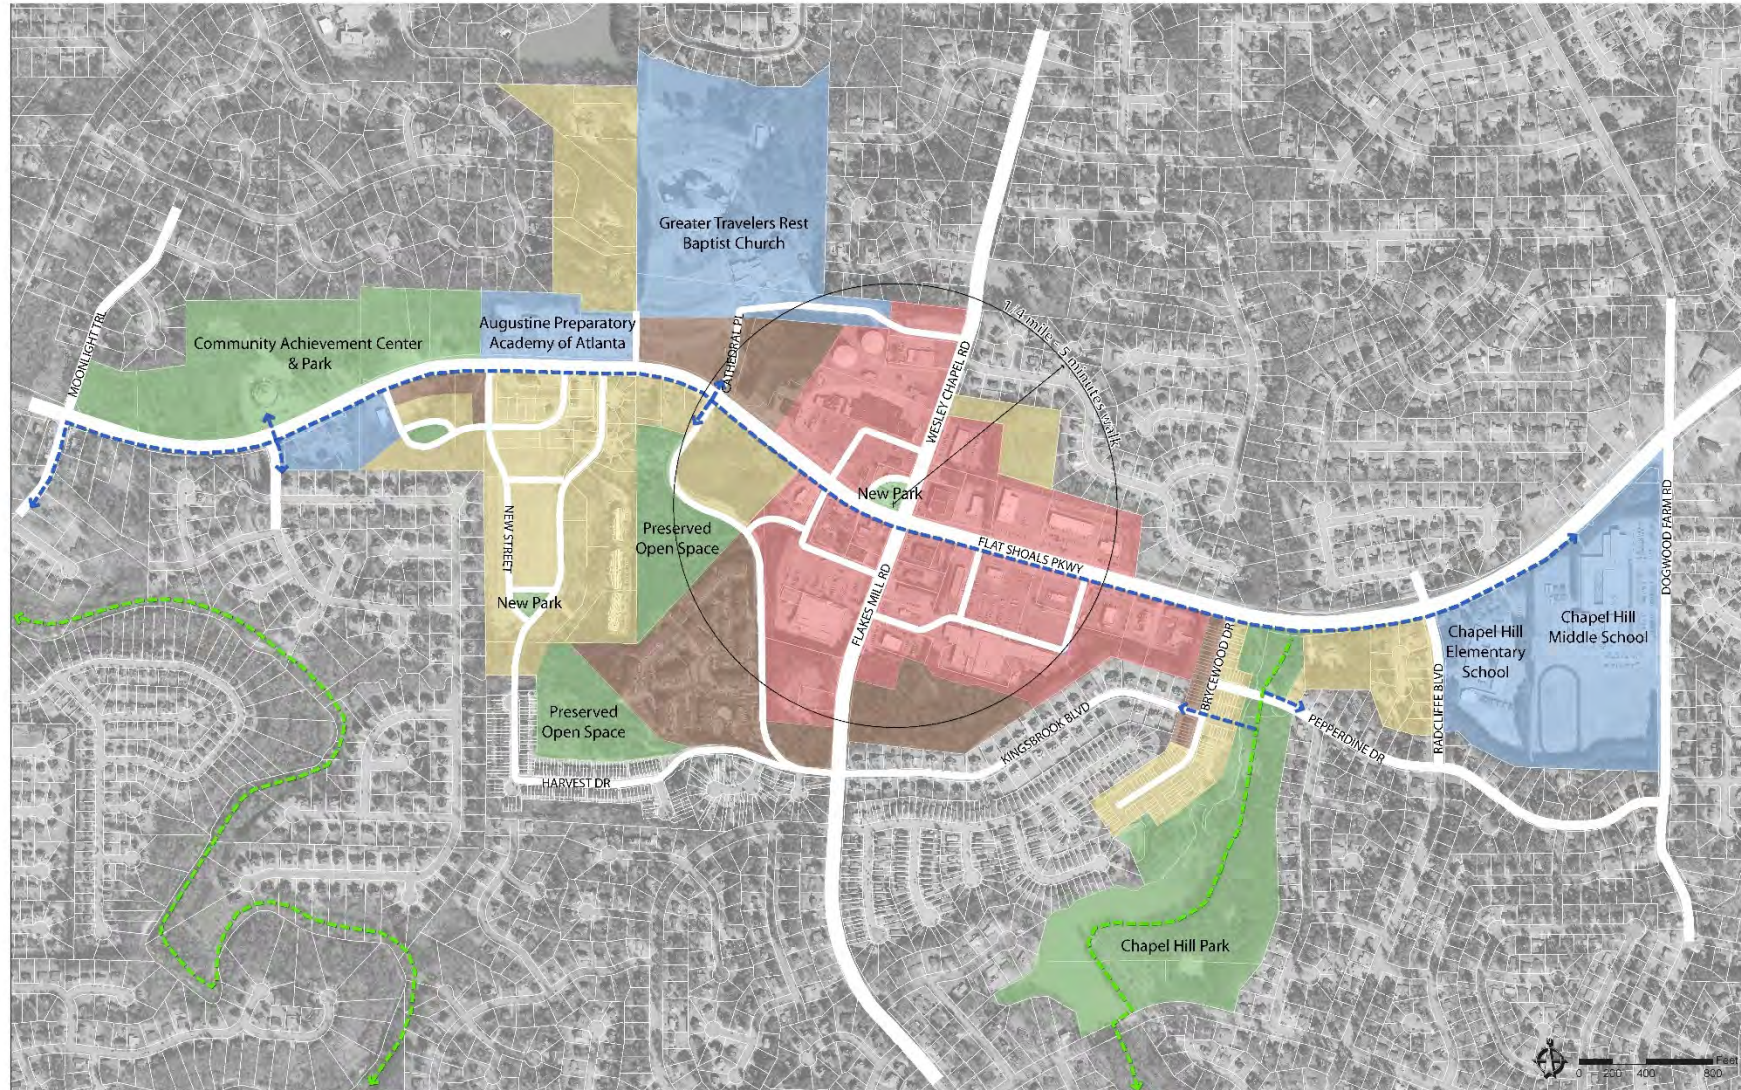 Greater Travelers Rest
Baptist Church
MOONLIGHT TRL
Community Achievement Center
& Park
Augustine Preparatory
Academy of Atlanta
CATHEDRAL PL
WESLEY CHAPEL RD
1/4 mile = 5 minutes walk
New Park
FLAT SHOALS PKWY
NEW STREET
Preserved
Open Space
New Park
FLAKES MILL RD
DOGWOOD FARM RD
Chapel Hill
Middle School
Chapel Hill
Elementary
School
BRYCEWOOD DR
RADCLIFFE BLVD
Preserved
Open Space
KINGSBROOK BLVD
PEPPERDINE DR
HARVEST DR
Chapel Hill Park
Feet
0 200 400 800